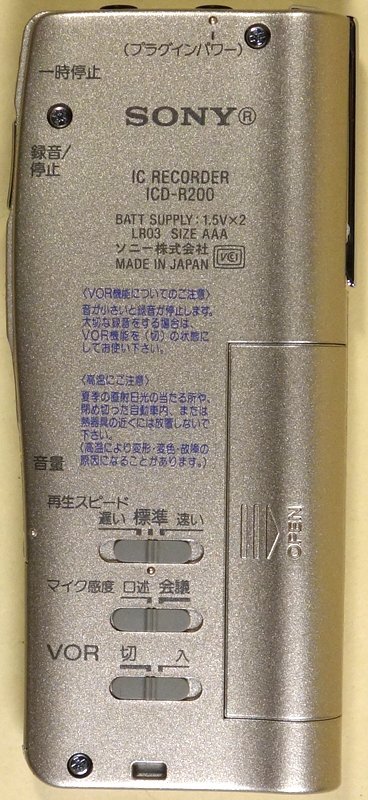 (プラグインパワー)
一時停止
SONY®
録音/
停止
IC RECORDER
ICD-R200
BATT SUPPLY: 1.5V×2
LR03 SIZE AAA
ソニー株式会社
MADE IN JAPAN VCI
〈VOR機能についてのご注意〉
音が小さいと録音が停止します。
大切な録音をする場合は、
VOR機能を〈切〉の状態に
してお使い下さい。
〈高温にご注意〉
夏季の直射日光の当たる所や、
閉め切った自動車内、または
熱器具の近くには放置しないで
下さい。
(高温により変形・変色・故障の
原因になることがあります。)
音量
再生スピード
遅い 標準 速い
OPEN
マイク感度 口述 会議
VOR 切 入